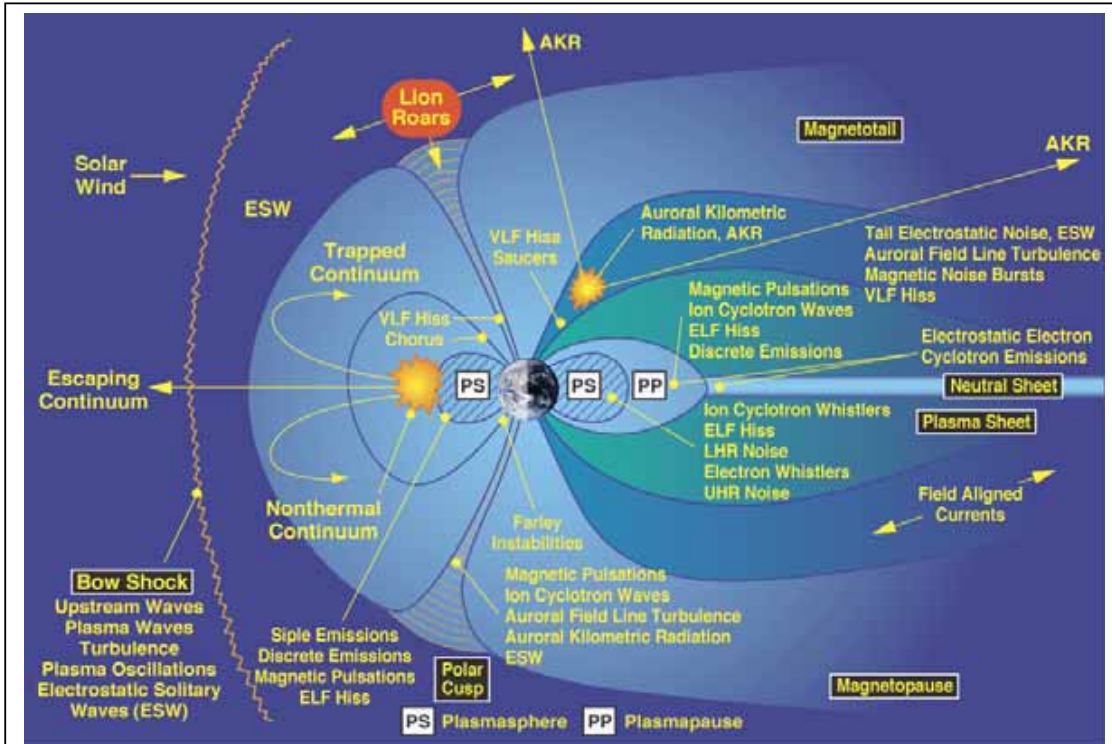 AKR
Lion
Roars
Magnetotail
AKR
Solar
Wind
ESW
Auroral Kilometric
Radiation, AKR
VLF Hisa
Saucers
Tail Electrostatic Noise, ESW
Auroral Field Line Turbulence
Magnetic Noise Bursts
VLF Hiss
Trapped
Continuum
VLF Hiss
Chorus
Magnetic Pulsations
Ion Cyclotron Waves
ELF Hiss
Discrete Emissions
Electrostatic Electron
Cyclotron Emissions
Escaping
Continuum
PS
PS
PP
Neutral Sheet
Plasma Sheet
Ion Cyclotron Whistlers
ELF Hiss
LHR Noise
Electron Whistlers
UHR Noise
Nonthermal
Continuum
Farley
Instabilities
Field Aligned
Currents
Bow Shock
Upstream Waves
Plasma Waves
Turbulence
Plasma Oscillations
Electrostatic Solitary
Waves (ESW)
Siple Emissions
Discrete Emissions
Magnetic Pulsations
ELF Hiss
Magnetic Pulsations
Ion Cyclotron Waves
Auroral Field Line Turbulence
Auroral Kilometric Radiation
ESW
Polar
Cusp
Magnetopause
PS Plasmasphere PP Plasmapause